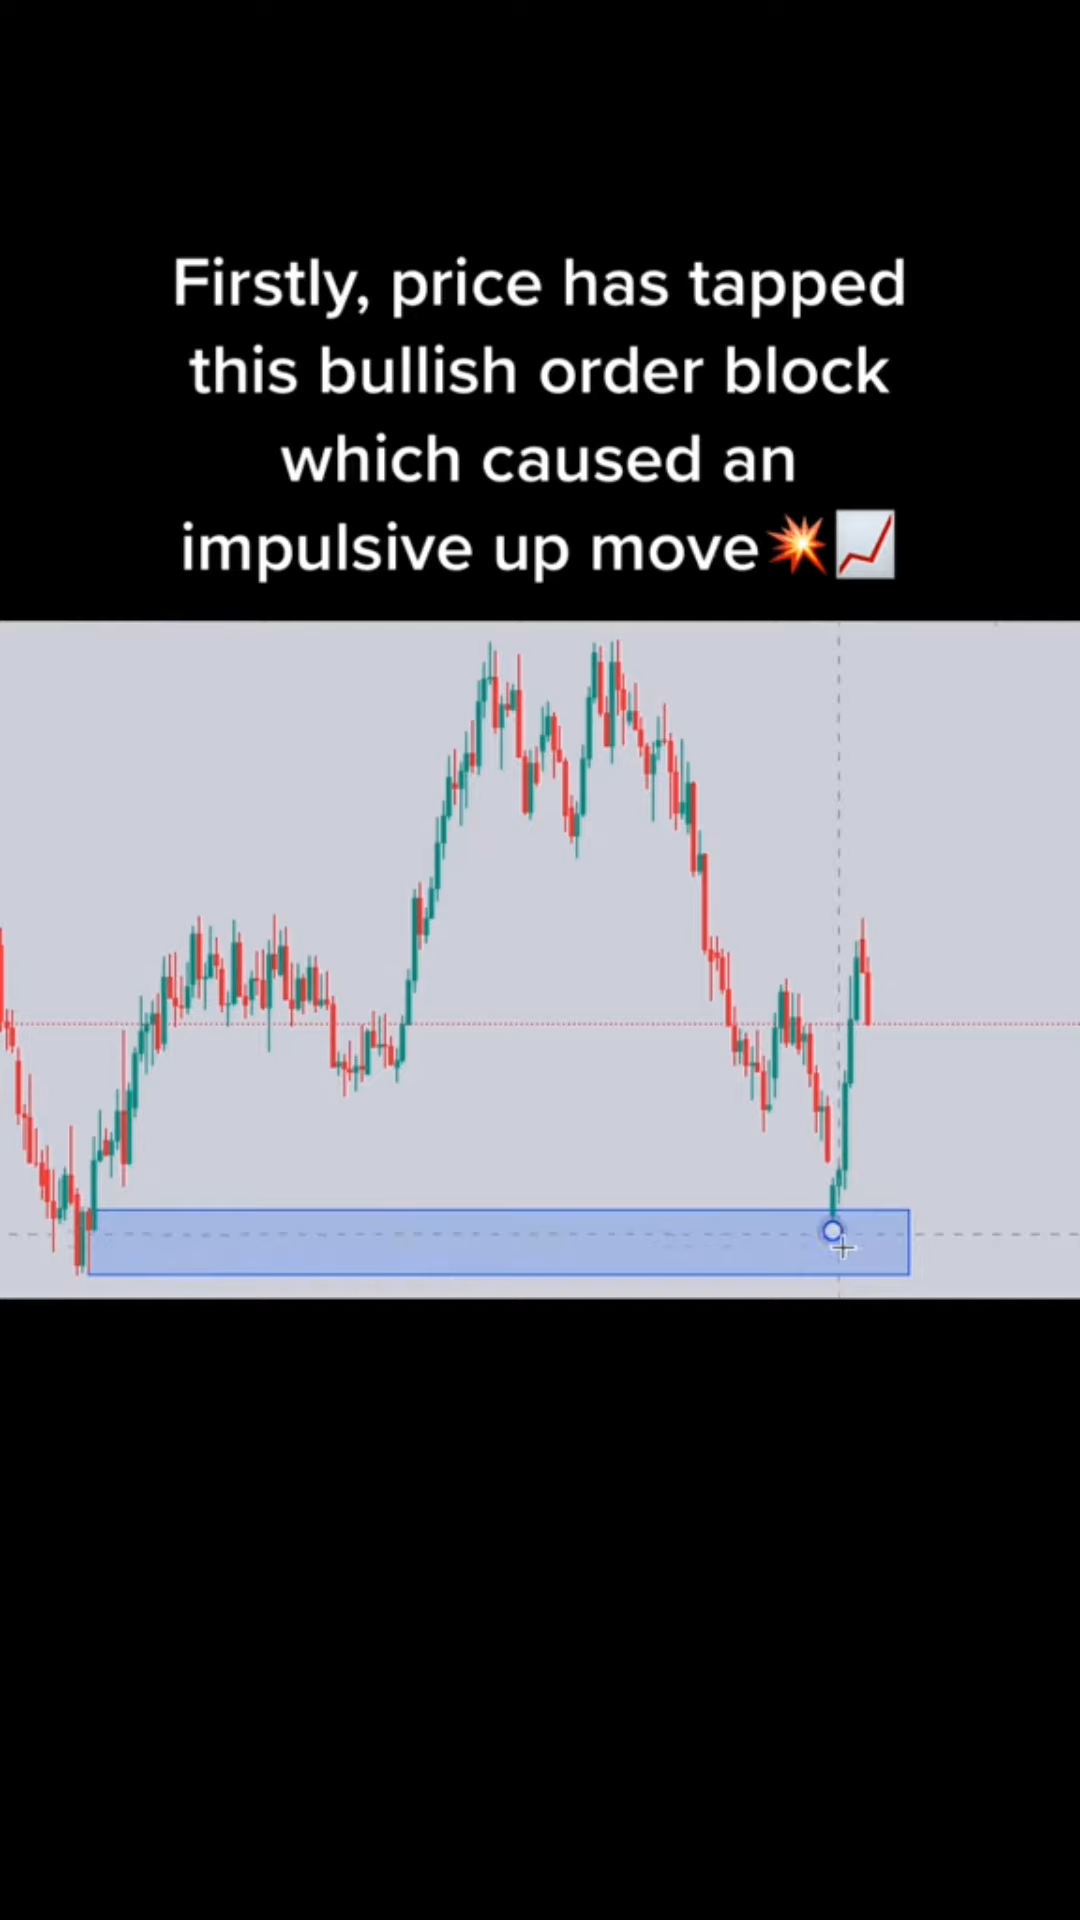 Firstly, price has tapped
this bullish order block
which caused an
impulsive up move💥📈